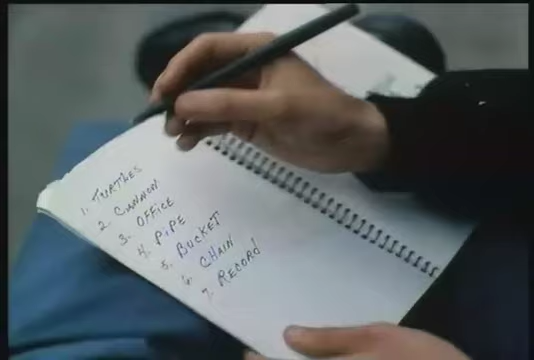 1. TURTLES
2. CANNON
3. OFFICE
4. PIPE
5. BUCKET
6. CHAIN
7. RECORD